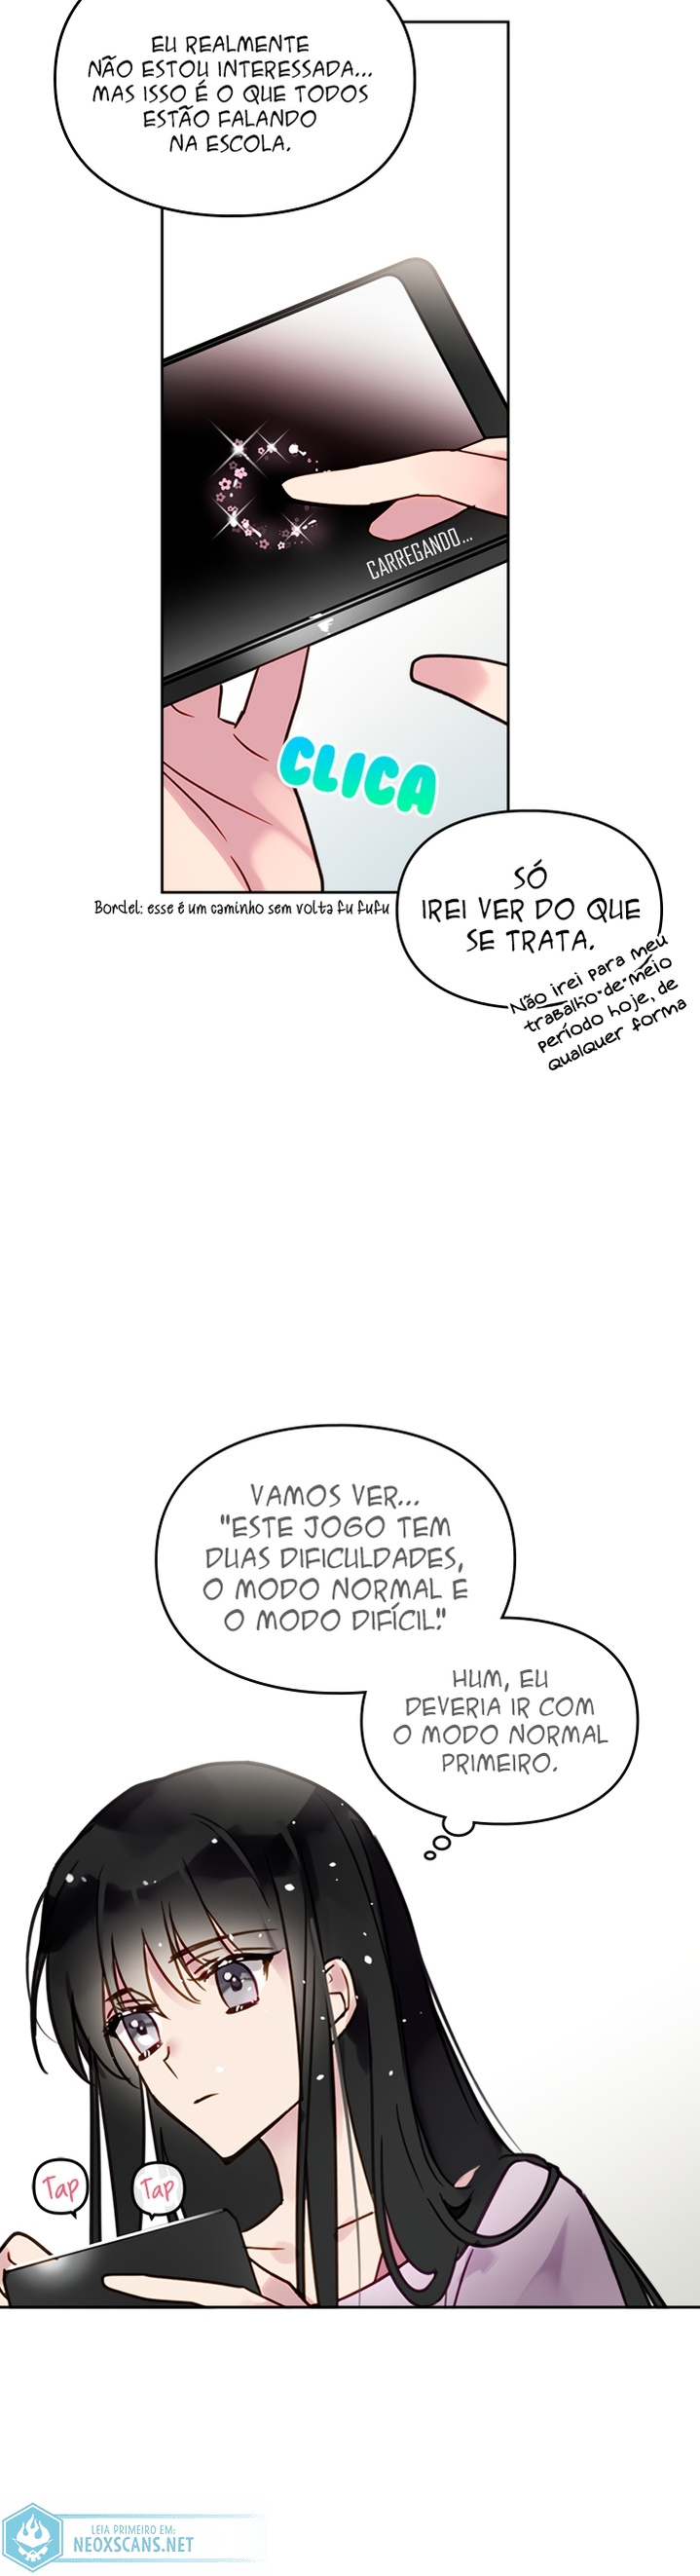 EU REALMENTE
NÃO ESTOU INTERESSADA...
MAS ISSO É O QUE TODOS
ESTÃO FALANDO
NA ESCOLA.
CARREGANDO...
CLICA
SÓ
IREI VER DO QUE
SE TRATA.
Bordel: esse é um caminho sem volta fu fufu
Não irei para meu
trabalho-de-meio
período hoje, de
qualquer forma
VAMOS VER...
"ESTE JOGO TEM
DUAS DIFICULDADES,
O MODO NORMAL E
O MODO DIFÍCIL."
HUM, EU
DEVERIA IR COM
O MODO NORMAL
PRIMEIRO.
Tap
Tap
LEIA PRIMEIRO EM:
NEOXSCANS.NET